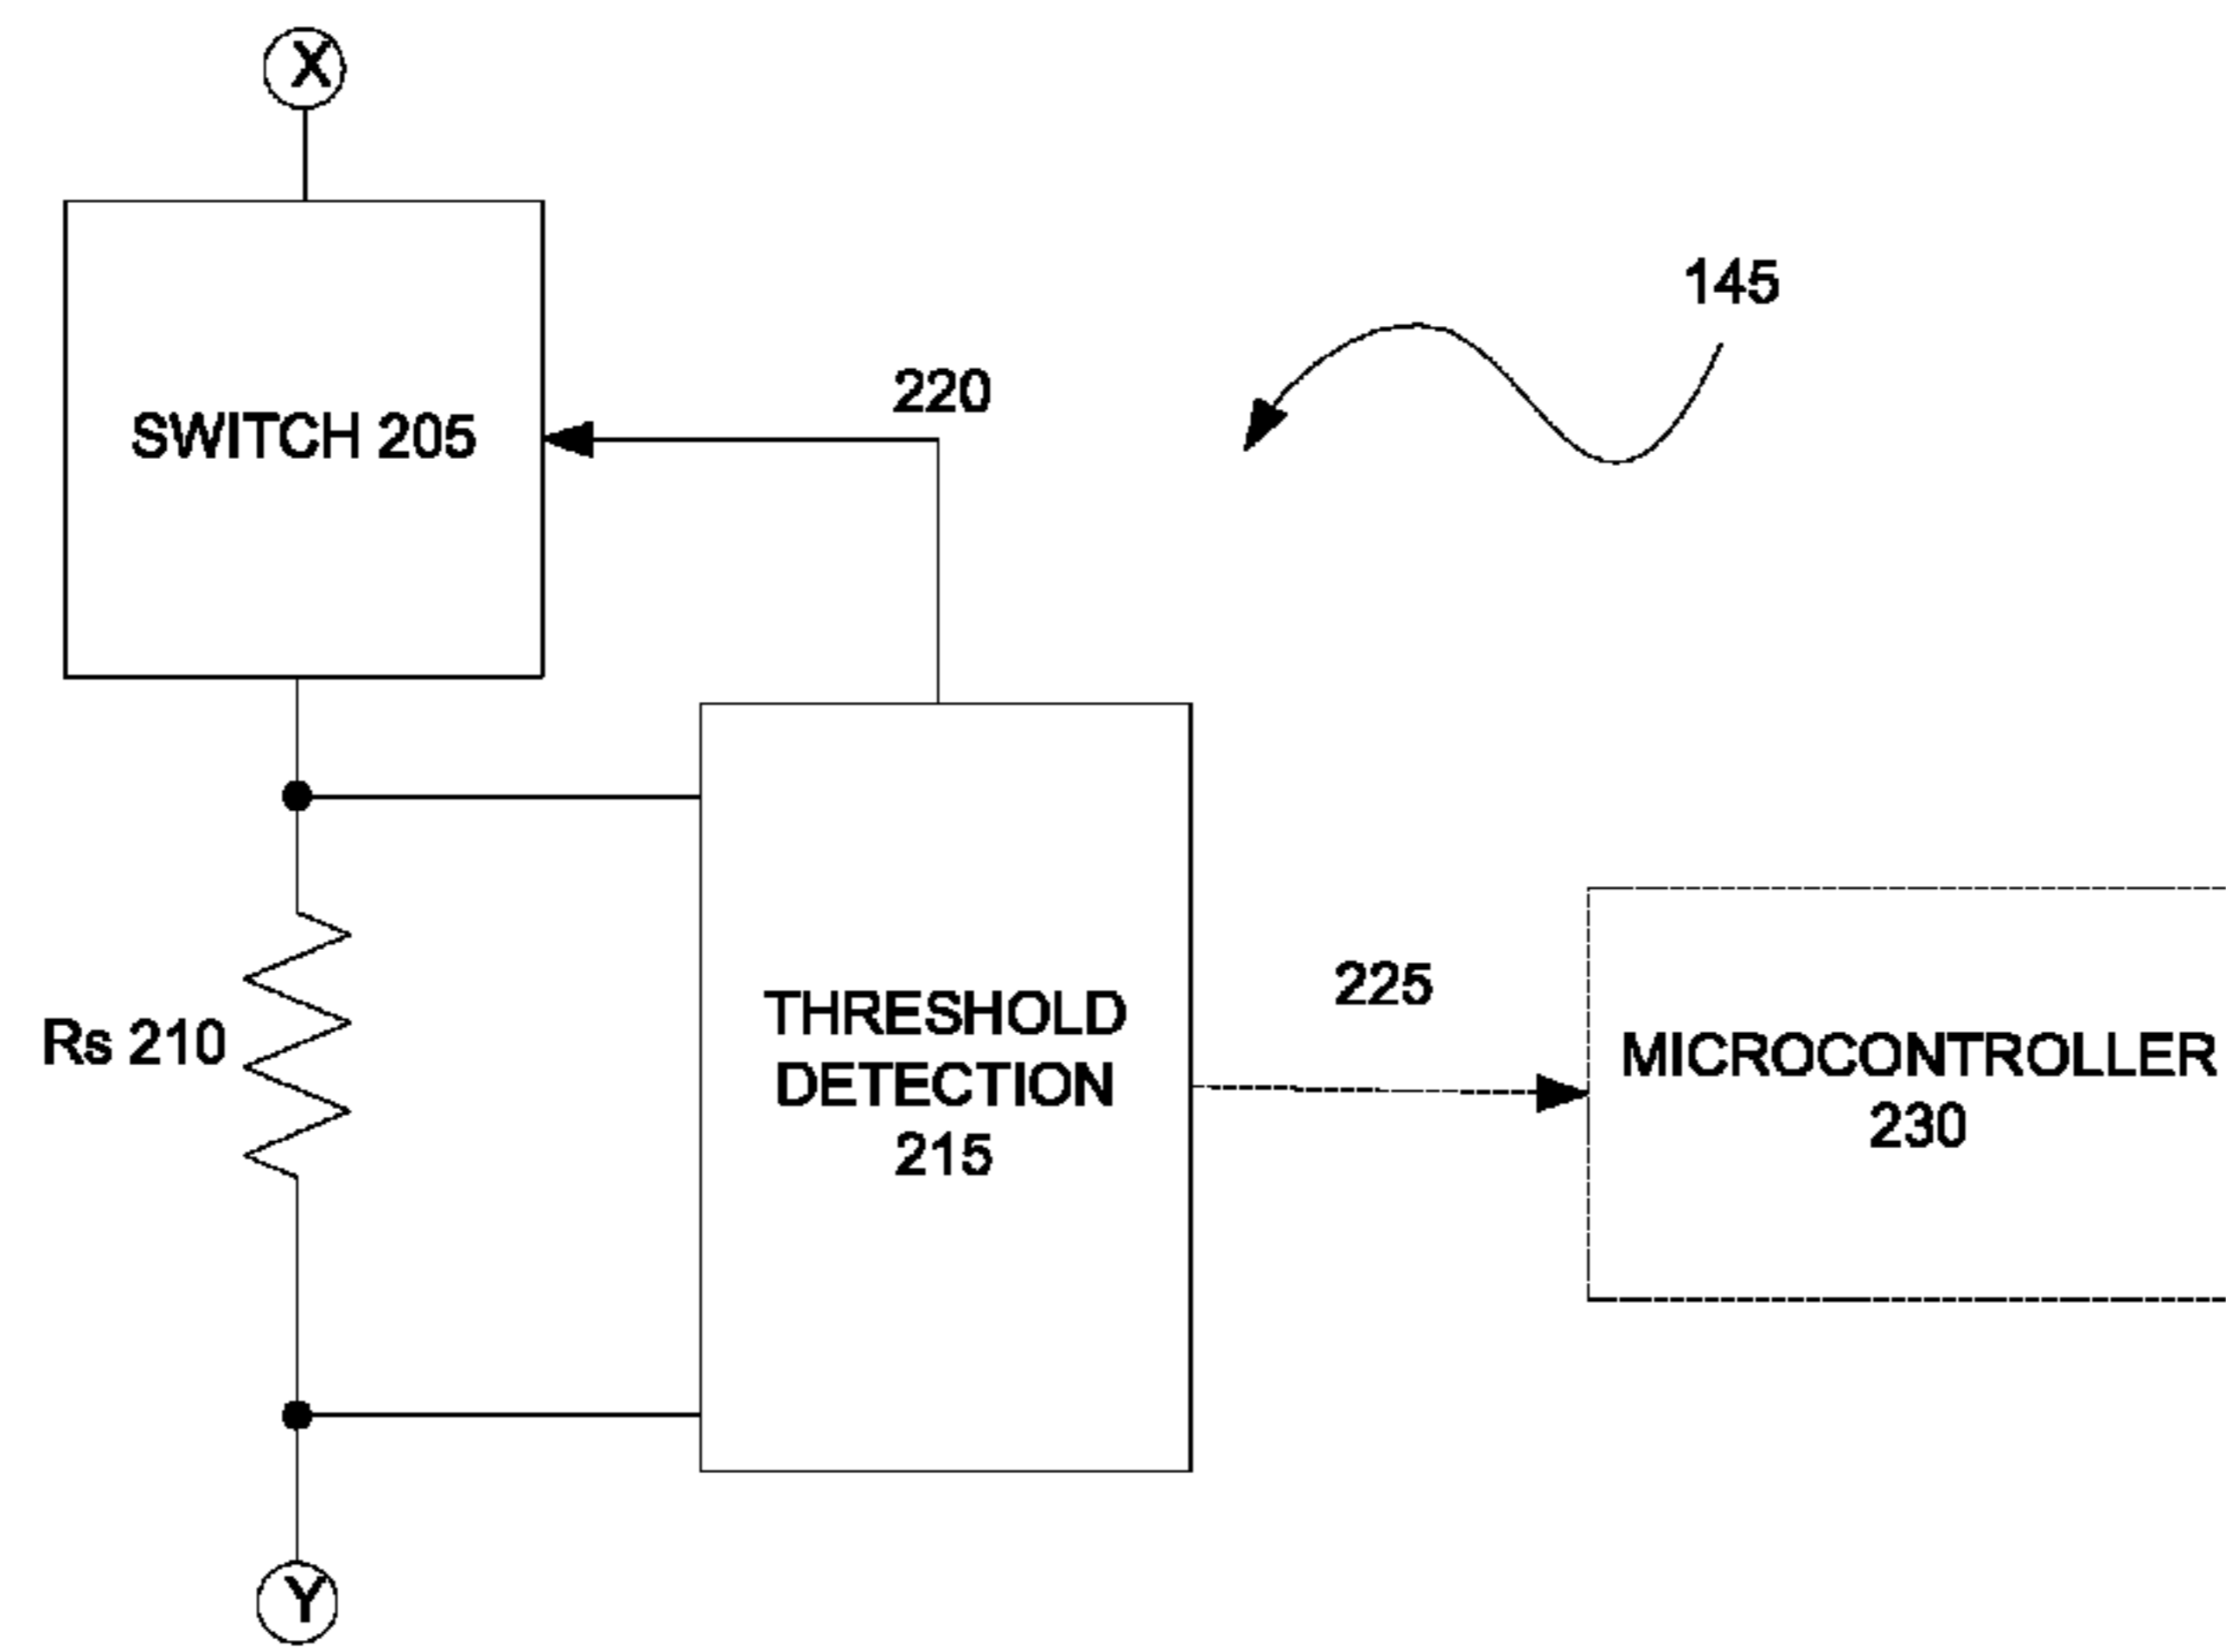 X
145
220
SWITCH 205
225
THRESHOLD
DETECTION
215
Rs 210
MICROCONTROLLER
230
Y